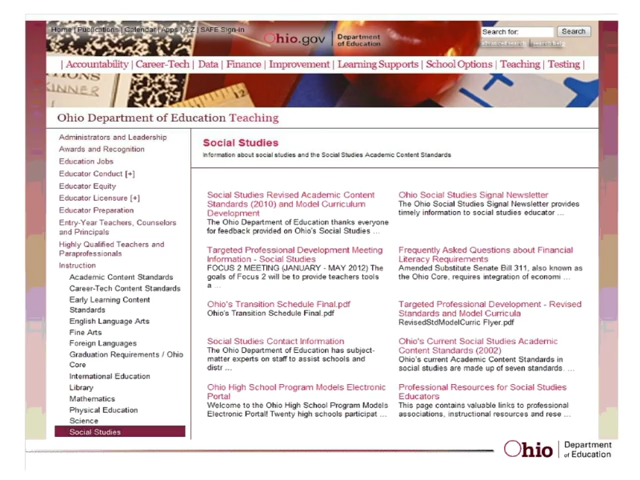 Home | Publications | Calendar | Apps | A-Z | SAFE Sign-In
Ohio.gov
Department
of Education
Search for:
Search
| Accountability | Career-Tech | Data | Finance | Improvement | Learning Supports | School Options | Teaching | Testing |
Ohio Department of Education Teaching
Administrators and Leadership
Awards and Recognition
Education Jobs
Educator Conduct [+]
Educator Equity
Educator Licensure [+]
Educator Preparation
Entry-Year Teachers, Counselors
and Principals
Highly Qualified Teachers and
Paraprofessionals
Instruction
Academic Content Standards
Career-Tech Content Standards
Early Learning Content
Standards
English Language Arts
Fine Arts
Foreign Languages
Graduation Requirements / Ohio
Core
International Education
Library
Mathematics
Physical Education
Science
Social Studies
Social Studies
Information about social studies and the Social Studies Academic Content Standards
Social Studies Revised Academic Content
Standards (2010) and Model Curriculum
Development
The Ohio Department of Education thanks everyone
for feedback provided on Ohio's Social Studies ...
Targeted Professional Development Meeting
Information - Social Studies
FOCUS 2 MEETING (JANUARY - MAY 2012) The
goals of Focus 2 will be to provide teachers tools
a ...
Ohio's Transition Schedule Final.pdf
Ohio's Transition Schedule Final.pdf
Social Studies Contact Information
The Ohio Department of Education has subject-
matter experts on staff to assist schools and
distr ...
Ohio High School Program Models Electronic
Portal
Welcome to the Ohio High School Program Models
Electronic Portal! Twenty high schools participat ...
Ohio Social Studies Signal Newsletter
The Ohio Social Studies Signal Newsletter provides
timely information to social studies educator ...
Frequently Asked Questions about Financial
Literacy Requirements
Amended Substitute Senate Bill 311, also known as
the Ohio Core, requires integration of economi ...
Targeted Professional Development - Revised
Standards and Model Curricula
RevisedStdModelCurric Flyer.pdf
Ohio's Current Social Studies Academic
Content Standards (2002)
Ohio's current Academic Content Standards in
social studies are made up of seven standards. ...
Professional Resources for Social Studies
Educators
This page contains valuable links to professional
associations, instructional resources and rese ...
Ohio
Department
of Education